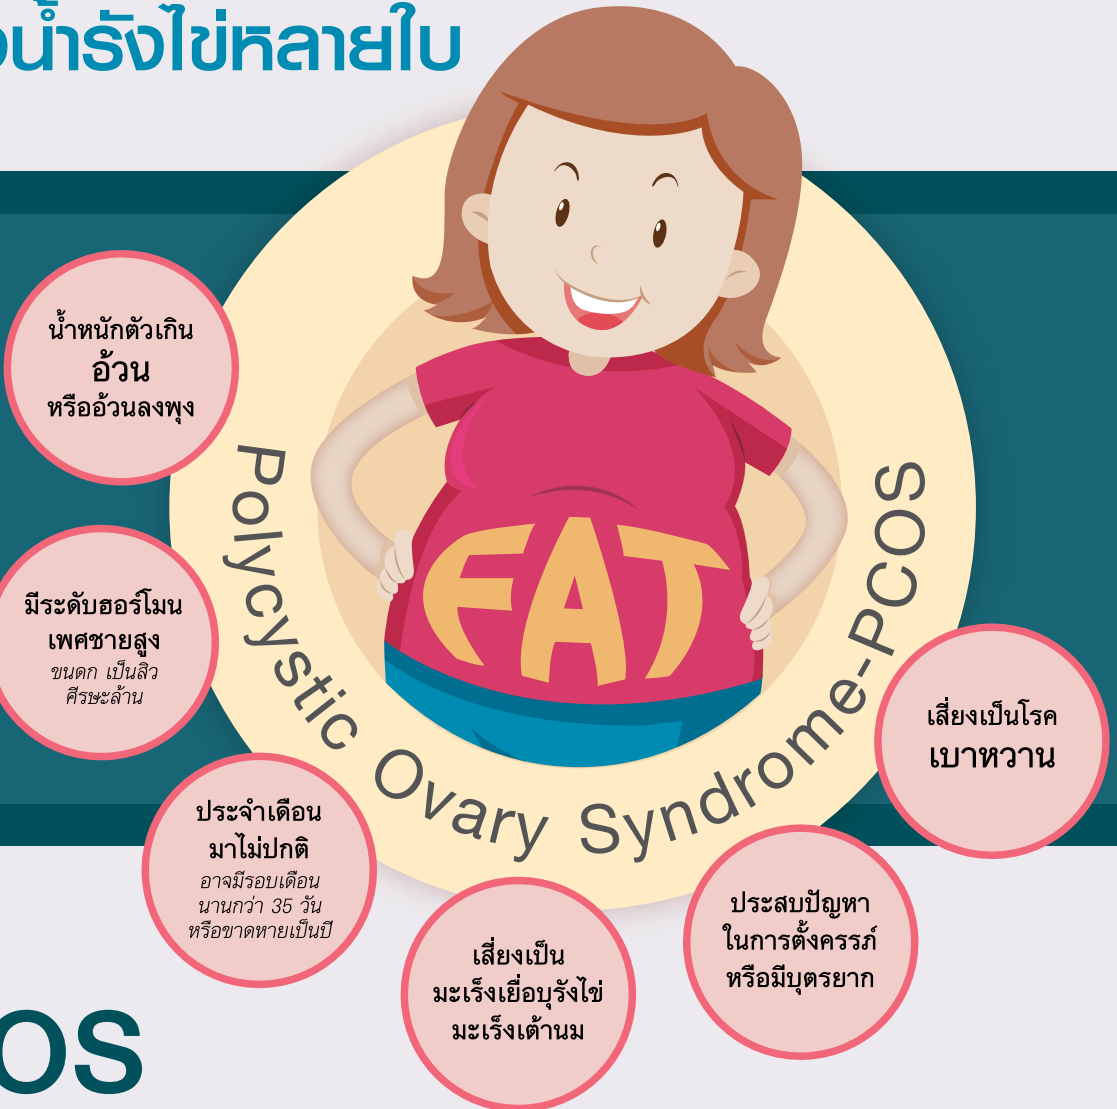 น้ำรังไข่หลายใบ
น้ำหนักตัวเกิน
อ้วน
หรืออ้วนลงพุง
มีระดับฮอร์โมน
เพศชายสูง
ขนดก เป็นสิว
ศีรษะล้าน
ประจำเดือน
มาไม่ปกติ
อาจมีรอบเดือน
นานกว่า 35 วัน
หรือขาดหายเป็นปี
เสี่ยงเป็น
มะเร็งเยื่อบุรังไข่
มะเร็งเต้านม
ประสบปัญหา
ในการตั้งครรภ์
หรือมีบุตรยาก
เสี่ยงเป็นโรค
เบาหวาน
FAT
Polycystic Ovary Syndrome-PCOS
OS